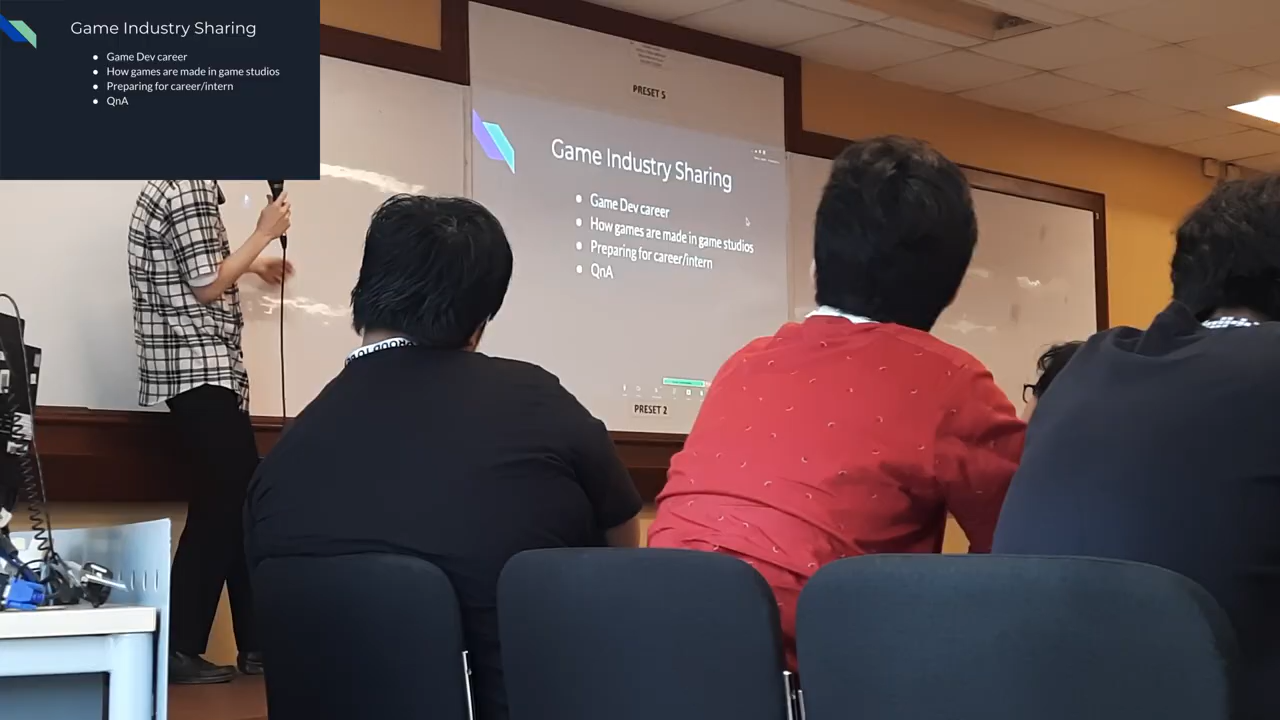 Game Industry Sharing
● Game Dev career
● How games are made in game studios
● Preparing for career/intern
● QnA
PRESET 5
Game Industry Sharing
● Game Dev career
● How games are made in game studios
● Preparing for career/intern
● QnA
PRESET 2